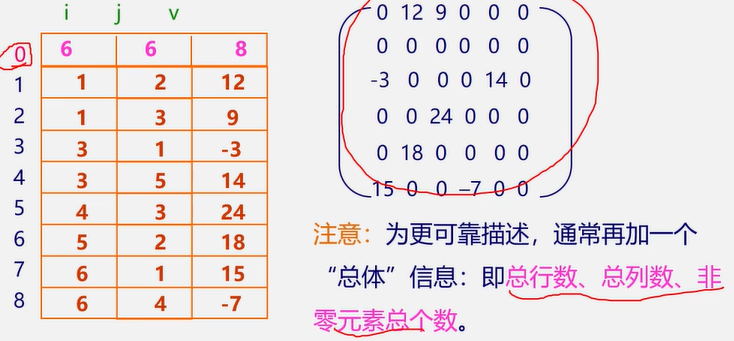 i j v
0 6 6 8
1 1 2 12
2 1 3 9
3 3 1 -3
4 3 5 14
5 4 3 24
6 5 2 18
7 6 1 15
8 6 4 -7
0 12 9 0 0 0
0 0 0 0 0 0
-3 0 0 0 14 0
0 0 24 0 0 0
0 18 0 0 0 0
15 0 0 –7 0 0
注意：为更可靠描述，通常再加一个
“总体”信息：即总行数、总列数、非
零元素总个数。